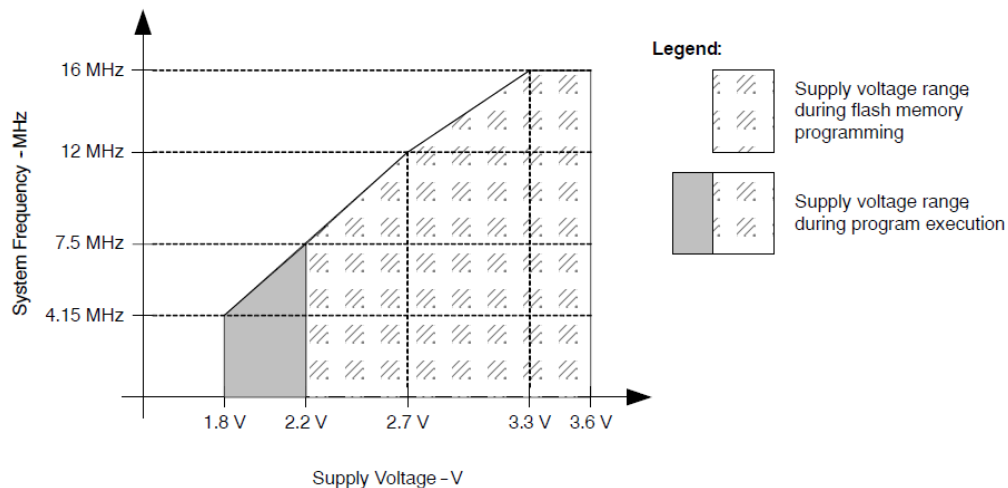 System Frequency - MHz
16 MHz
12 MHz
7.5 MHz
4.15 MHz
1.8 V
2.2 V
2.7 V
3.3 V
3.6 V
Supply Voltage - V
Legend:
Supply voltage range,
during flash memory
programming
Supply voltage range,
during program execution